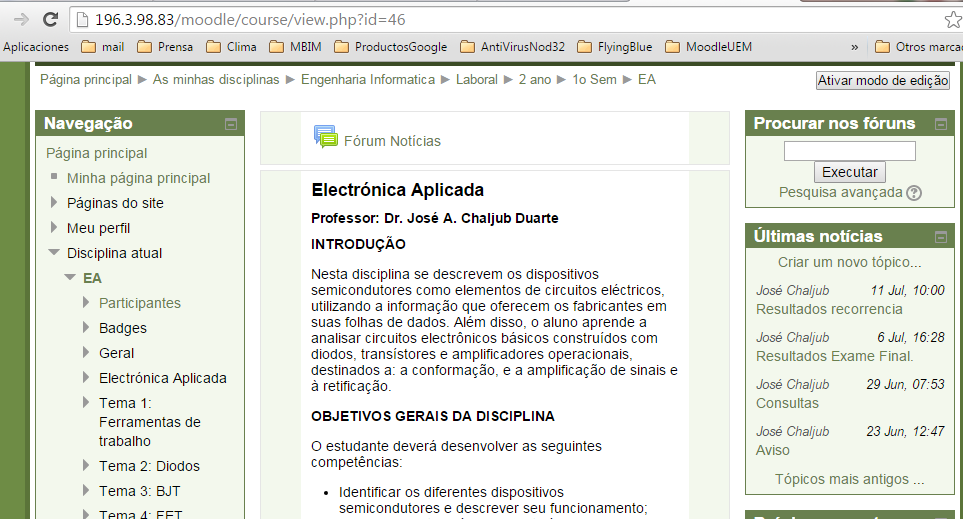 196.3.98.83/moodle/course/view.php?id=46
Aplicaciones mail Prensa Clima MBIM ProductosGoogle AntiVirusNod32 FlyingBlue MoodleUEM » Otros marca
Página principal ► As minhas disciplinas ► Engenharia Informatica ► Laboral ► 2 ano ► 1o Sem ► EA
Ativar modo de edição
Navegação
Página principal
Minha página principal
Páginas do site
Meu perfil
Disciplina atual
EA
Participantes
Badges
Geral
Electrónica Aplicada
Tema 1:
Ferramentas de
trabalho
Tema 2: Diodos
Tema 3: BJT
Tema 4: FET
Fórum Notícias
Electrónica Aplicada
Professor: Dr. José A. Chaljub Duarte
INTRODUÇÃO
Nesta disciplina se descrevem os dispositivos
semicondutores como elementos de circuitos eléctricos,
utilizando a informação que oferecem os fabricantes em
suas folhas de dados. Além disso, o aluno aprende a
analisar circuitos electrônicos básicos construídos com
diodos, transístores e amplificadores operacionais,
destinados a: a conformação, e a amplificação de sinais e
à retificação.
OBJETIVOS GERAIS DA DISCIPLINA
O estudante deverá desenvolver as seguintes
competências:
• Identificar os diferentes dispositivos
semicondutores e descrever seu funcionamento;
Procurar nos fóruns
Executar
Pesquisa avançada ?
Últimas notícias
Criar um novo tópico...
José Chaljub 11 Jul, 10:00
Resultados recorrencia
José Chaljub 6 Jul, 16:28
Resultados Exame Final.
José Chaljub 29 Jun, 07:53
Consultas
José Chaljub 23 Jun, 12:47
Aviso
Tópicos mais antigos ...